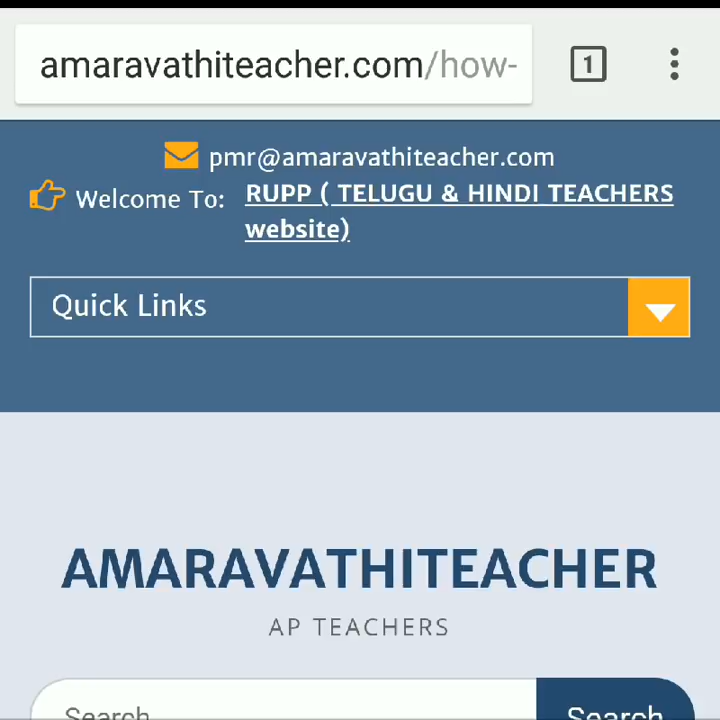 amaravathiteacher.com/how-
1
pmr@amaravathiteacher.com
Welcome To: RUPP ( TELUGU & HINDI TEACHERS
website)
Quick Links
AMARAVATHITEACHER
AP TEACHERS
Search
Search